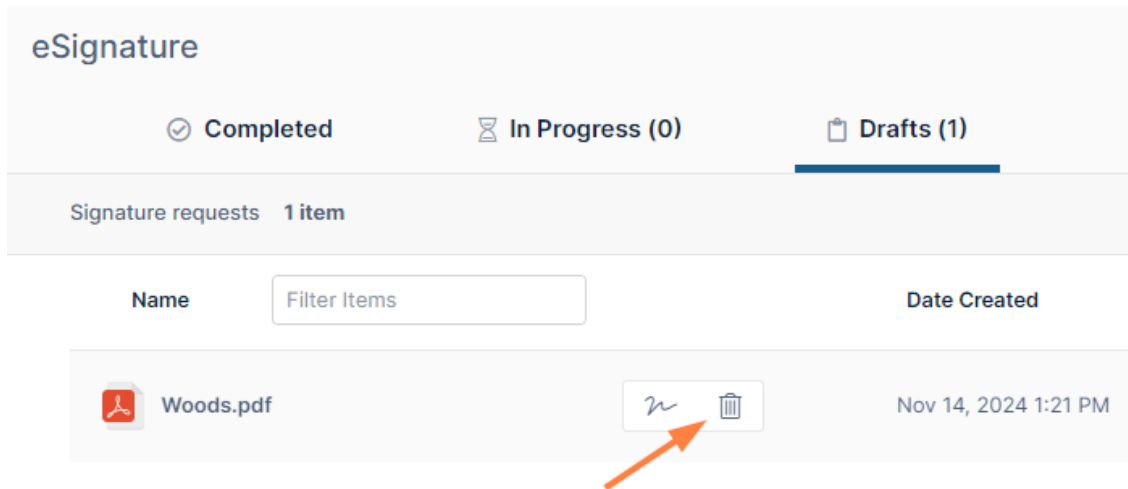 eSignature
Completed In Progress (0) Drafts (1)
Signature requests 1 item
Name Filter Items Date Created
Woods.pdf Nov 14, 2024 1:21 PM